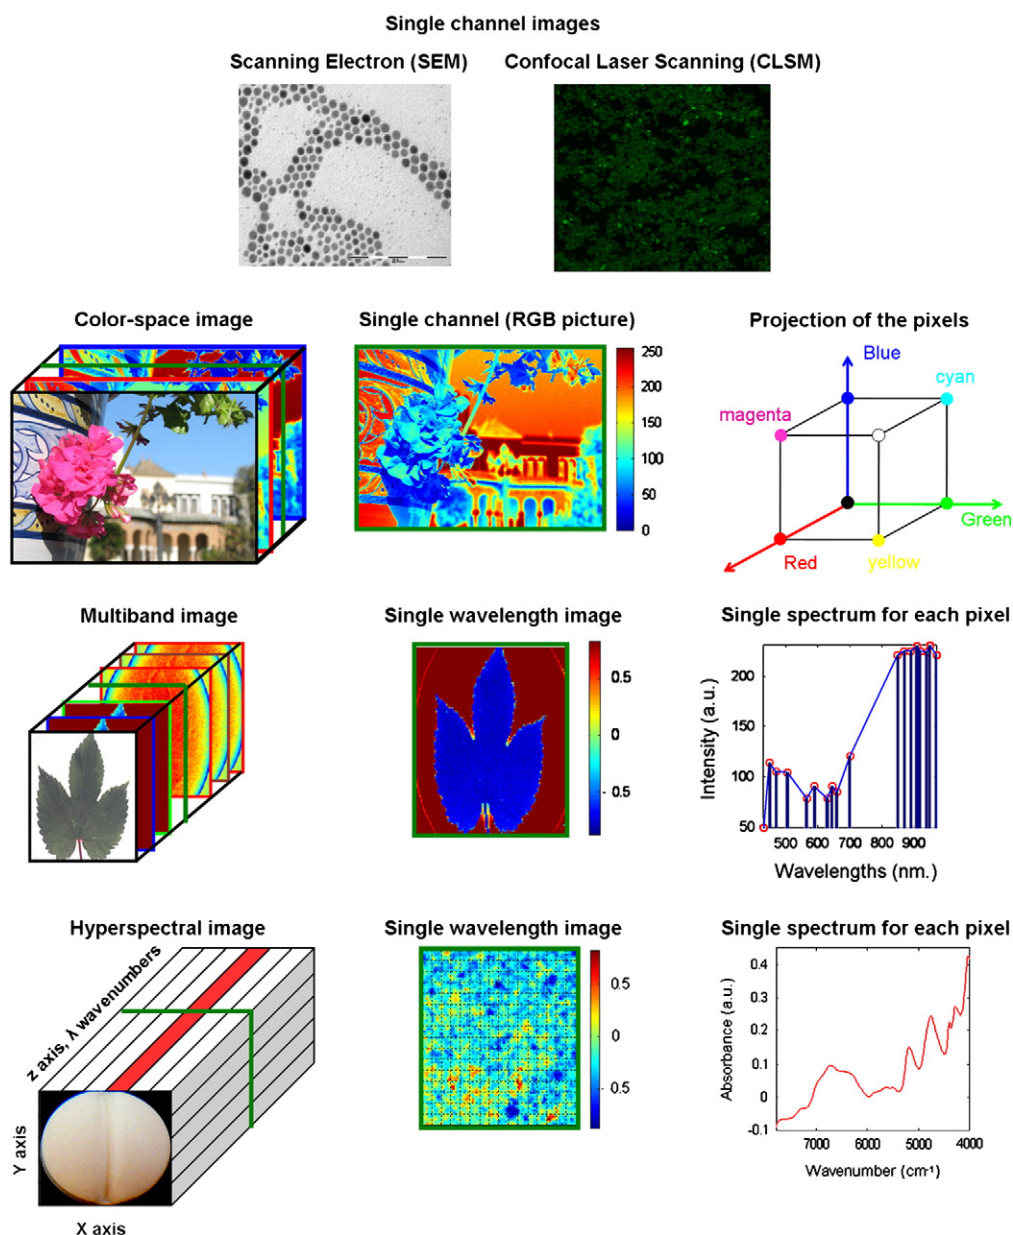 Single channel images
Scanning Electron (SEM)
Confocal Laser Scanning (CLSM)
Color-space image
Single channel (RGB picture)
Projection of the pixels
250
200
150
100
50
0
Blue
cyan
magenta
Green
Red
yellow
Multiband image
Single wavelength image
Single spectrum for each pixel
0.5
0
- 0.5
Intensity (a.u.)
200
150
100
50
500
600
700
800
900
Wavelengths (nm.)
Hyperspectral image
Single wavelength image
Single spectrum for each pixel
z axis, λ wavenumbers
Y axis
X axis
0.5
0
-0.5
Absorbance (a.u.)
0.4
0.3
0.2
0.1
0
-0.1
7000
6000
5000
4000
Wavenumber (cm-1)